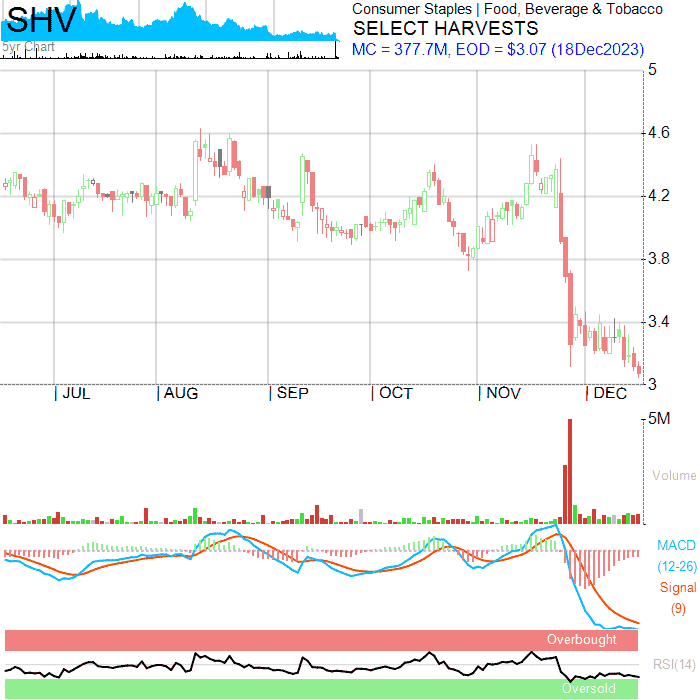 SHV
5yr Chart
Consumer Staples | Food, Beverage & Tobacco
SELECT HARVESTS
MC = 377.7M, EOD = $3.07 (18Dec2023)
5
4.6
4.2
3.8
3.4
3
JUL AUG SEP OCT NOV DEC
5M
Volume
MACD
(12-26)
Signal
(9)
Overbought
RSI(14)
Oversold